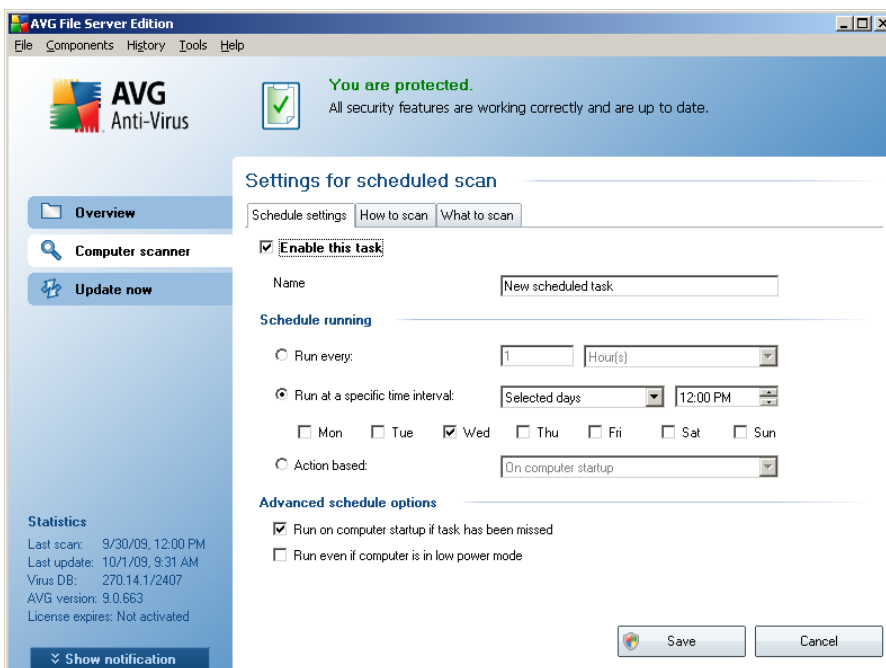 AVG File Server Edition
File Components History Tools Help
AVG
Anti-Virus
You are protected.
All security features are working correctly and are up to date.
Overview
Computer scanner
Update now
Settings for scheduled scan
Schedule settings How to scan What to scan
Enable this task
Name New scheduled task
Schedule running
Run every: 1 Hour(s)
Run at a specific time interval: Selected days 12:00 PM
Mon Tue Wed Thu Fri Sat Sun
Action based: On computer startup
Advanced schedule options
Run on computer startup if task has been missed
Run even if computer is in low power mode
Statistics
Last scan: 9/30/09, 12:00 PM
Last update: 10/1/09, 9:31 AM
Virus DB: 270.14.1/2407
AVG version: 9.0.663
License expires: Not activated
Show notification
Save Cancel